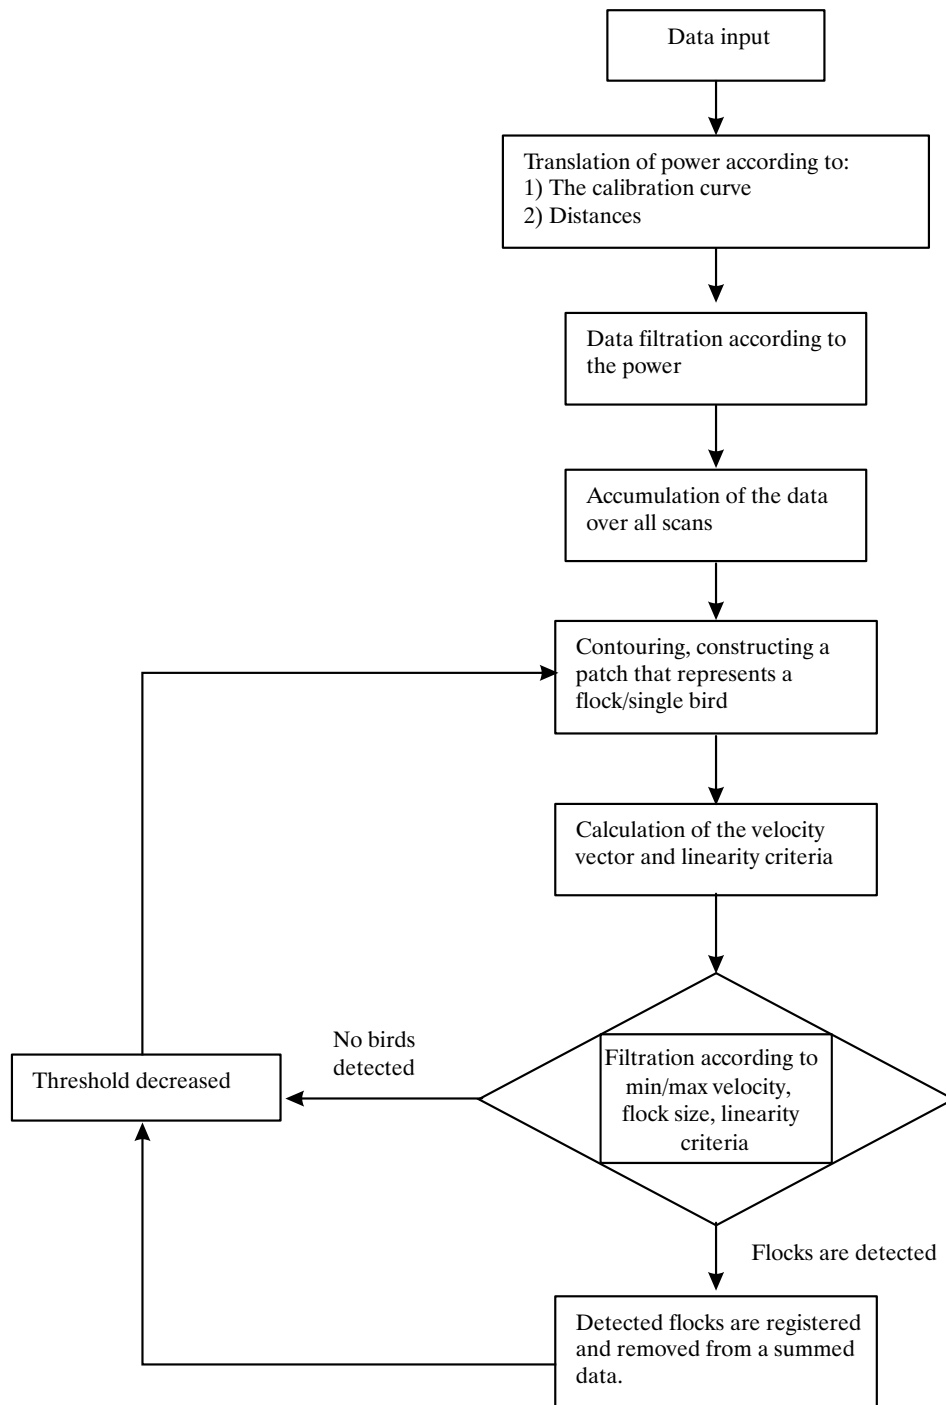 Data input
Translation of power according to:
1) The calibration curve
2) Distances
Data filtration according to
the power
Accumulation of the data
over all scans
Contouring, constructing a
patch that represents a
flock/single bird
Calculation of the velocity
vector and linearity criteria
No birds
detected
Threshold decreased
Filtration according to
min/max velocity,
flock size, linearity
criteria
Flocks are detected
Detected flocks are registered
and removed from a summed
data.